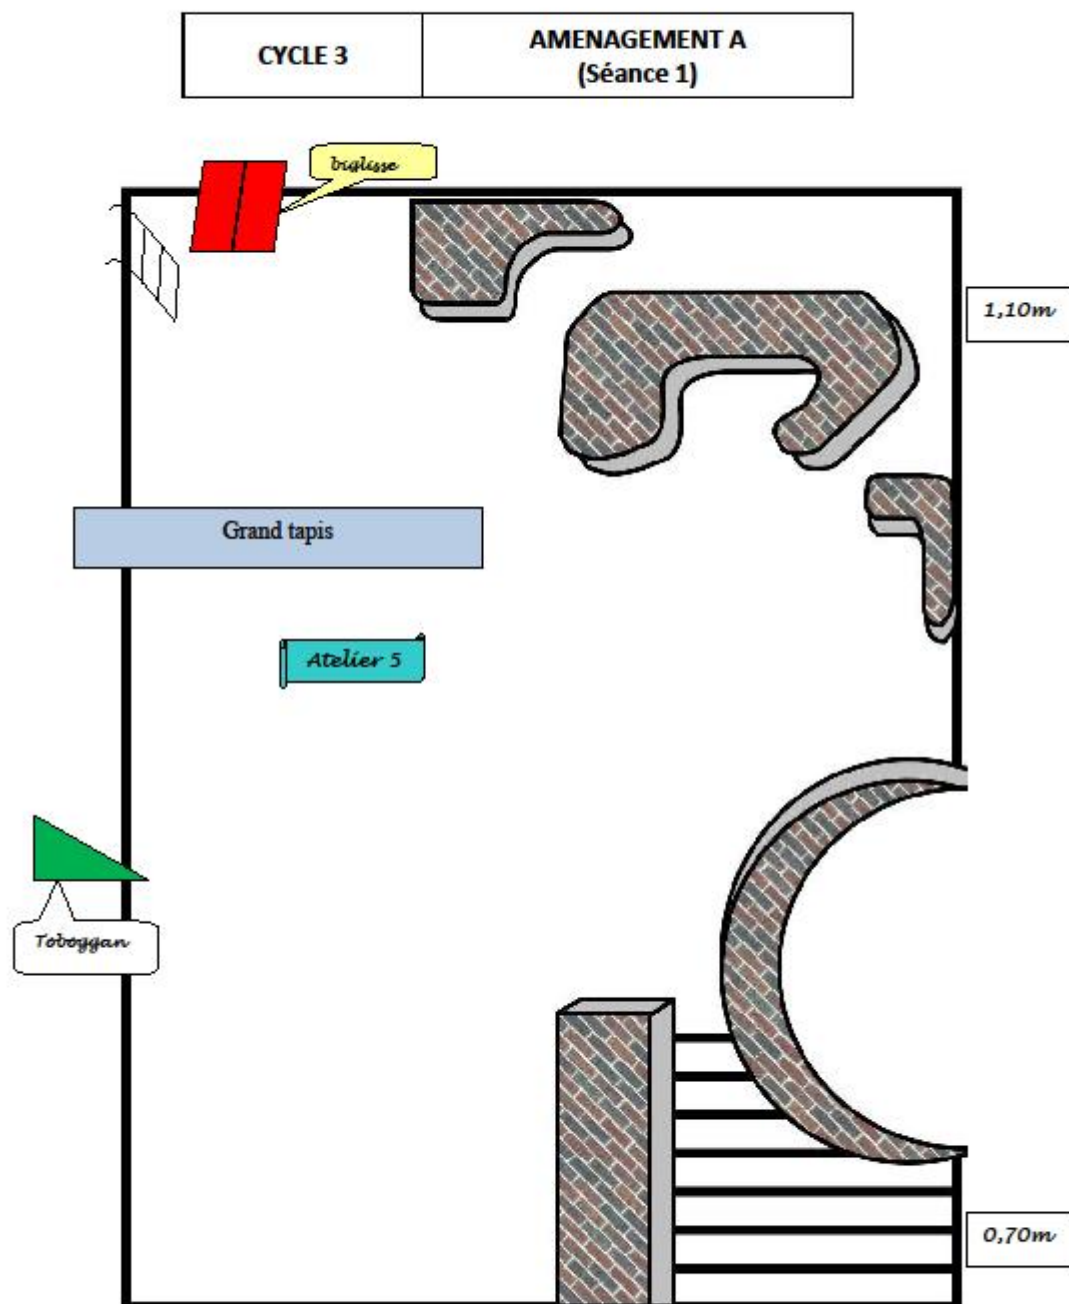 CYCLE 3
AMENAGEMENT A
(Séance 1)
biglisse
1,10m
Grand tapis
Atelier 5
Toboggan
0,70m